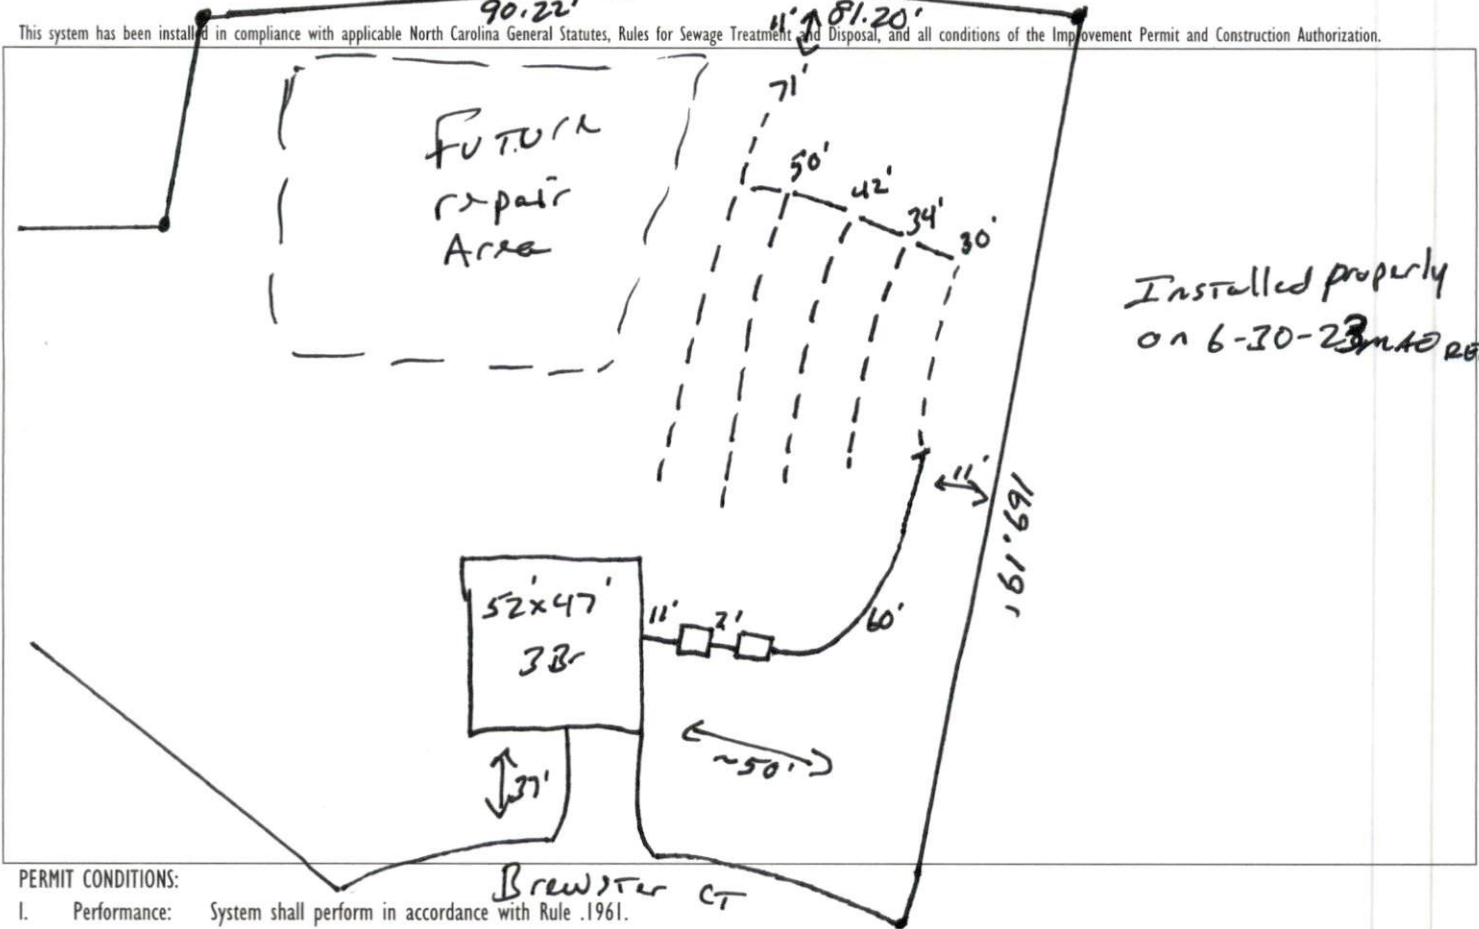 90.22'
11' 81.20'
This system has been installed in compliance with applicable North Carolina General Statutes, Rules for Sewage Treatment and Disposal, and all conditions of the Improvement Permit and Construction Authorization.
71'
Future
repair
Area
50'
42'
34'
30'
Installed properly
on 6-30-23
11'
169.19'
52'x47'
3Br
11'
2'
60'
~50'
37'
Brewster CT
PERMIT CONDITIONS:
I. Performance: System shall perform in accordance with Rule .1961.